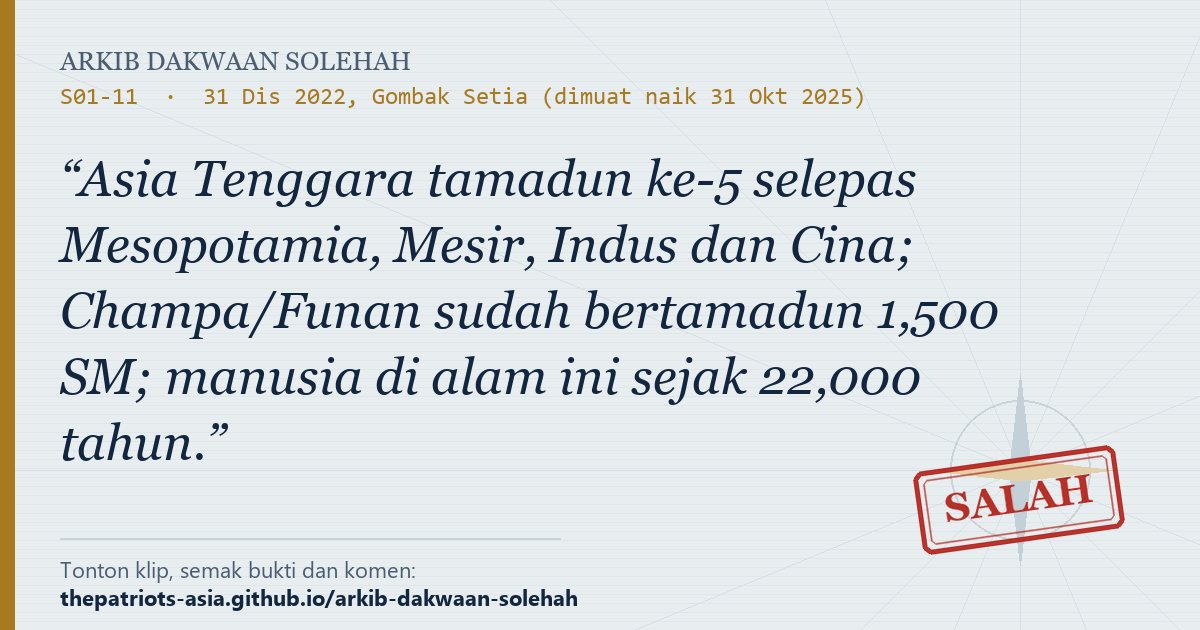 ARKIB DAKWAAN SOLEHAH
S01-11 · 31 Dis 2022, Gombak Setia (dimuat naik 31 Okt 2025)
“Asia Tenggara tamadun ke-5 selepas
Mesopotamia, Mesir, Indus dan Cina;
Champa/Funan sudah bertamadun 1,500
SM; manusia di alam ini sejak 22,000
tahun.”
SALAH
Tonton klip, semak bukti dan komen:
thepatriots-asia.github.io/arkib-dakwaan-solehah